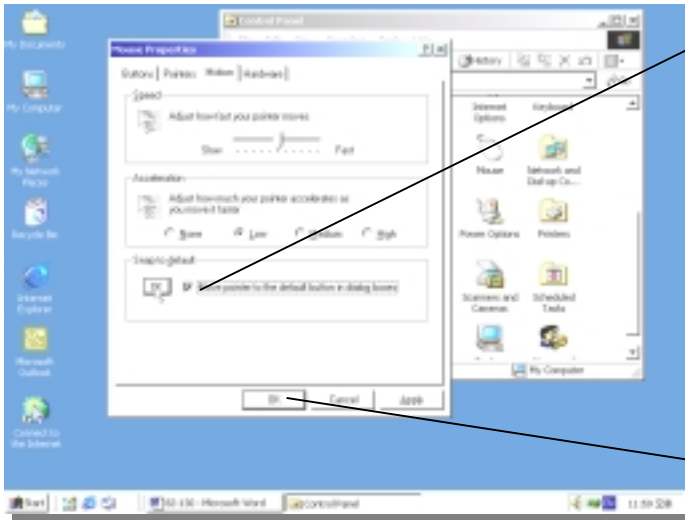 My Documents
My Computer
My Network
Places
Recycle Bin
Internet
Explorer
Microsoft
Outlook
Connect to
the Internet
Control Panel
History
Mouse Properties
Buttons
Pointers
Motion
Hardware
Speed
Adjust how fast your pointer moves
Slow
Fast
Acceleration
Adjust how much your pointer accelerates as
you move it faster
None
Low
Medium
High
Snap to default
OK
Move pointer to the default button in dialog boxes
OK
Cancel
Apply
Internet
Options
Keyboard
Mouse
Network and
Dial-up Co...
Power Options
Printers
Scanners and
Cameras
Scheduled
Tasks
My Computer
Start
Microsoft Word
Control Panel
11:59